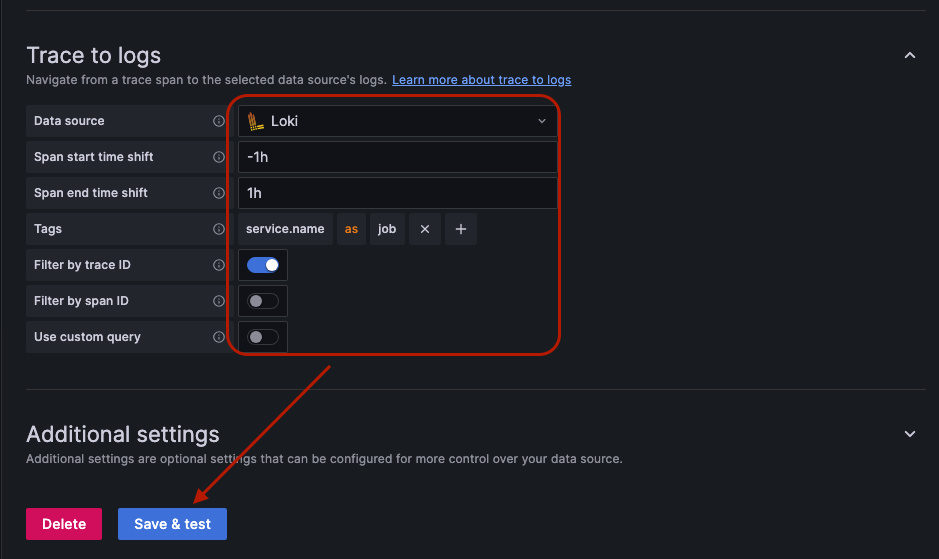 Trace to logs
Navigate from a trace span to the selected data source's logs. Learn more about trace to logs
Data source Loki
Span start time shift -1h
Span end time shift 1h
Tags service.name as job
Filter by trace ID
Filter by span ID
Use custom query
Additional settings
Additional settings are optional settings that can be configured for more control over your data source.
Delete Save & test